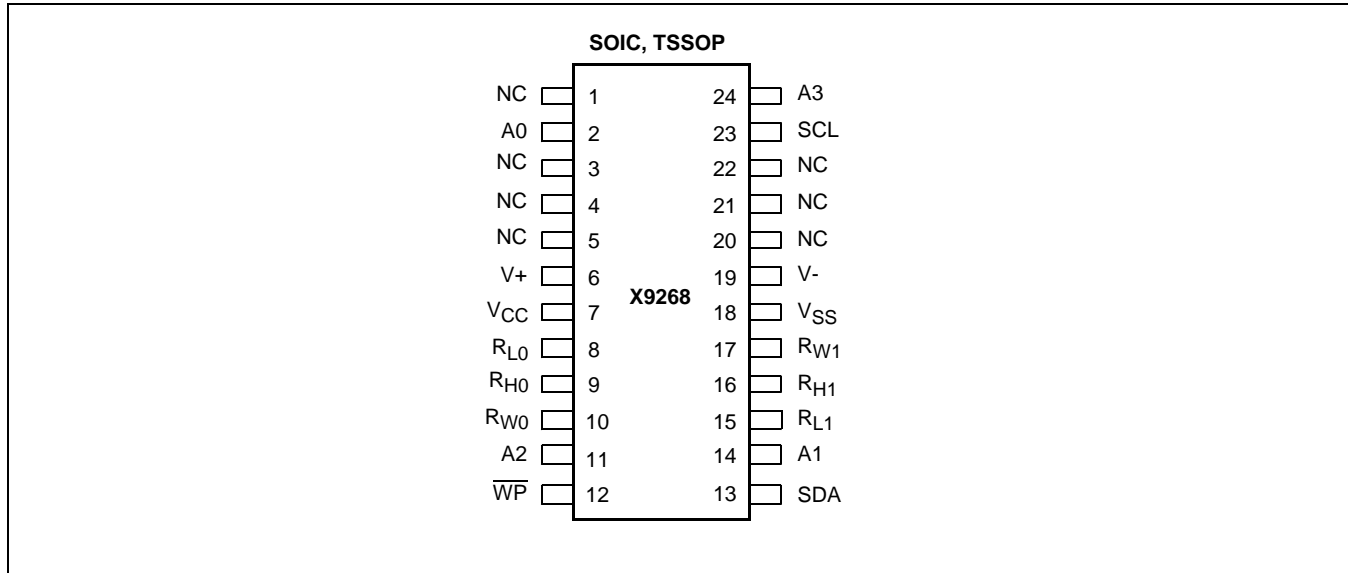 SOIC, TSSOP
NC 1 24 A3
A0 2 23 SCL
NC 3 22 NC
NC 4 21 NC
NC 5 20 NC
V+ 6 19 V-
X9268
VCC 7 18 VSS
RL0 8 17 RW1
RH0 9 16 RH1
RW0 10 15 RL1
A2 11 14 A1
WP 12 13 SDA